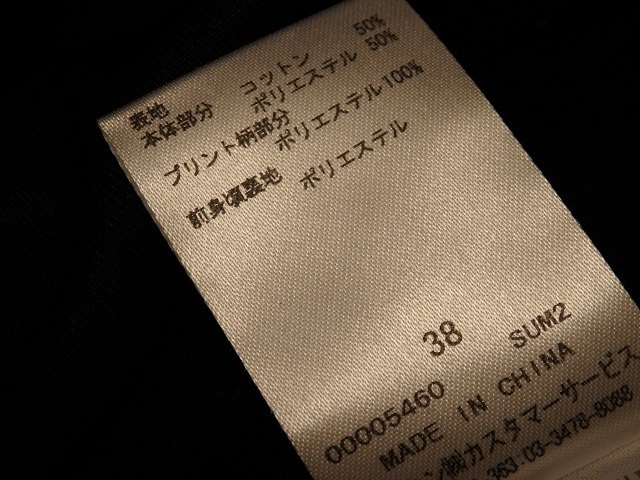 表地 コットン 50%
本体部分 ポリエステル 50%
プリント柄部分
ポリエステル100%
前身頃裏地 ポリエステル
38 SUM2
00005460
MADE IN CHINA
ン㈱カスタマーサービス
363:03-3478-8088